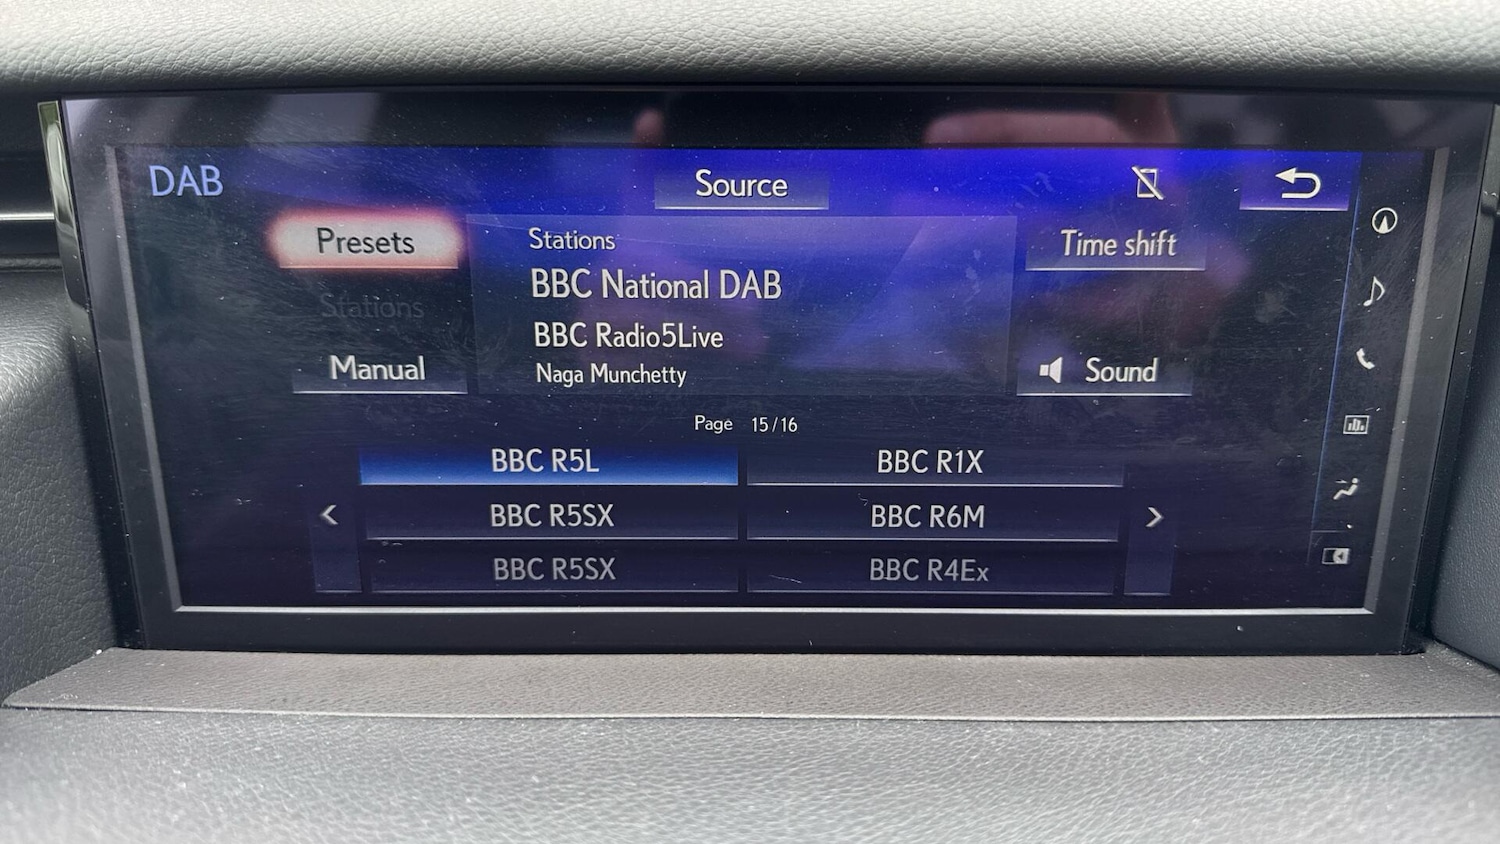 DAB
Source
Presets
Stations
Time shift
BBC National DAB
Stations
BBC Radio5Live
Manual
Naga Munchetty
Sound
Page 15/16
BBC R5L
BBC R1X
BBC R5SX
BBC R6M
BBC R5SX
BBC R4Ex